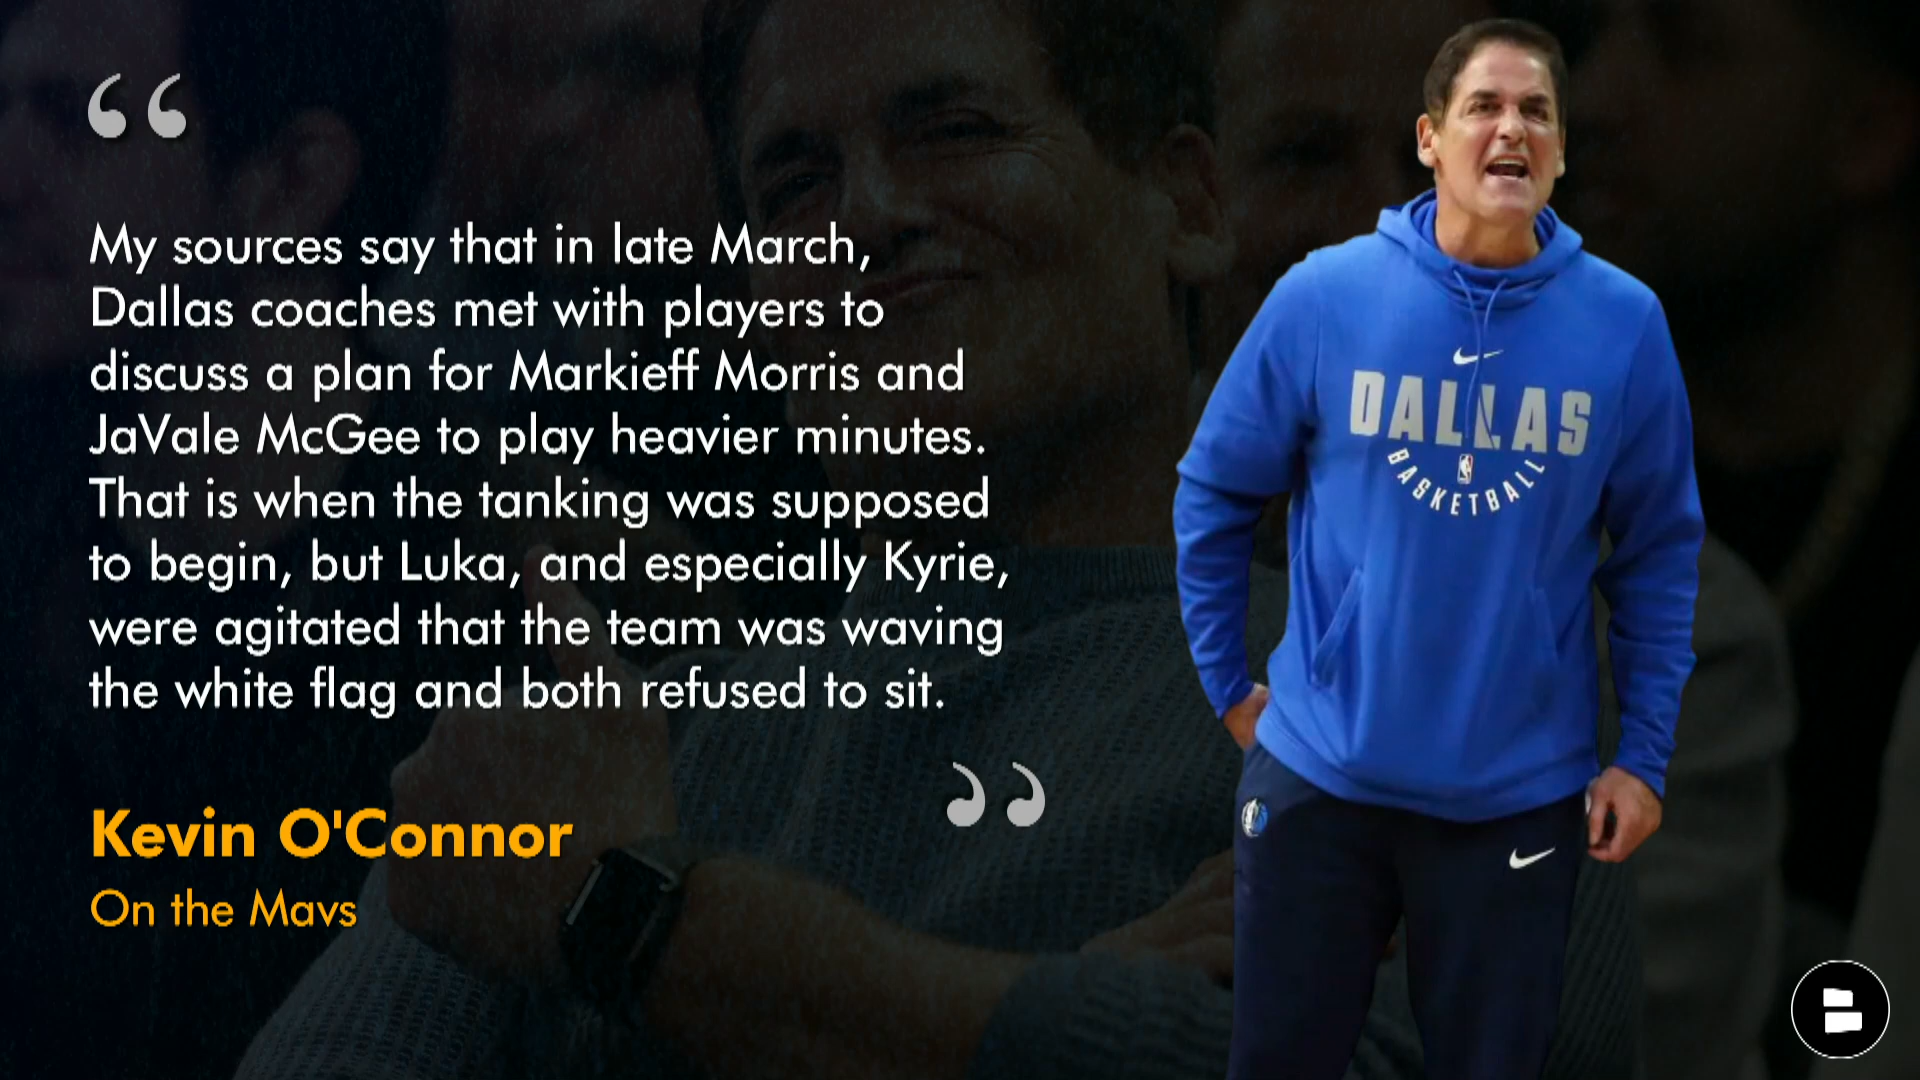 “
My sources say that in late March,
Dallas coaches met with players to
discuss a plan for Markieff Morris and
JaVale McGee to play heavier minutes.
That is when the tanking was supposed
to begin, but Luka, and especially Kyrie,
were agitated that the team was waving
the white flag and both refused to sit.
”
Kevin O'Connor
On the Mavs
DALLAS
BASKETBALL